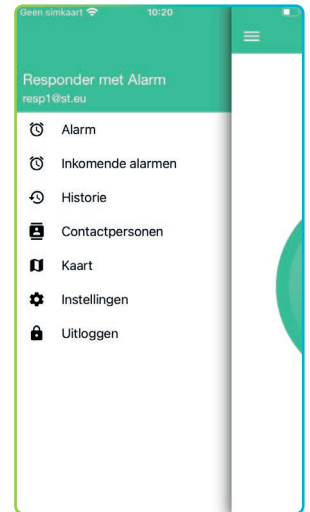 Geen simkaart 10:20
Responder met Alarm
resp1@st.eu
Alarm
Inkomende alarmen
Historie
Contactpersonen
Kaart
Instellingen
Uitloggen